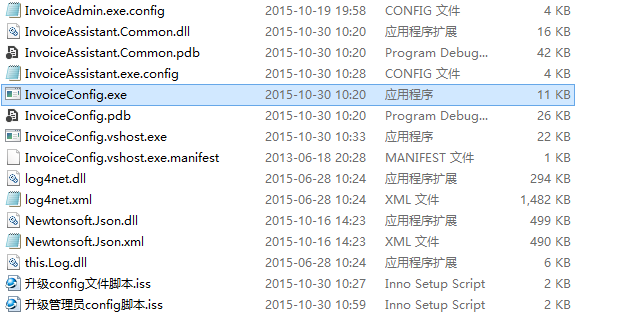 InvoiceAdmin.exe.config 2015-10-19 19:58 CONFIG 文件 4 KB
InvoiceAssistant.Common.dll 2015-10-30 10:20 应用程序扩展 16 KB
InvoiceAssistant.Common.pdb 2015-10-30 10:20 Program Debug... 42 KB
InvoiceAssistant.exe.config 2015-10-30 10:28 CONFIG 文件 4 KB
InvoiceConfig.exe 2015-10-30 10:20 应用程序 11 KB
InvoiceConfig.pdb 2015-10-30 10:20 Program Debug... 26 KB
InvoiceConfig.vshost.exe 2015-10-30 10:33 应用程序 22 KB
InvoiceConfig.vshost.exe.manifest 2013-06-18 20:28 MANIFEST 文件 1 KB
log4net.dll 2015-06-28 10:24 应用程序扩展 294 KB
log4net.xml 2015-06-28 10:24 XML 文件 1,482 KB
Newtonsoft.Json.dll 2015-10-16 14:23 应用程序扩展 499 KB
Newtonsoft.Json.xml 2015-10-16 14:23 XML 文件 490 KB
this.Log.dll 2015-06-28 10:24 应用程序扩展 6 KB
升级config文件脚本.iss 2015-10-30 10:27 Inno Setup Script 2 KB
升级管理员config脚本.iss 2015-10-30 10:59 Inno Setup Script 2 KB